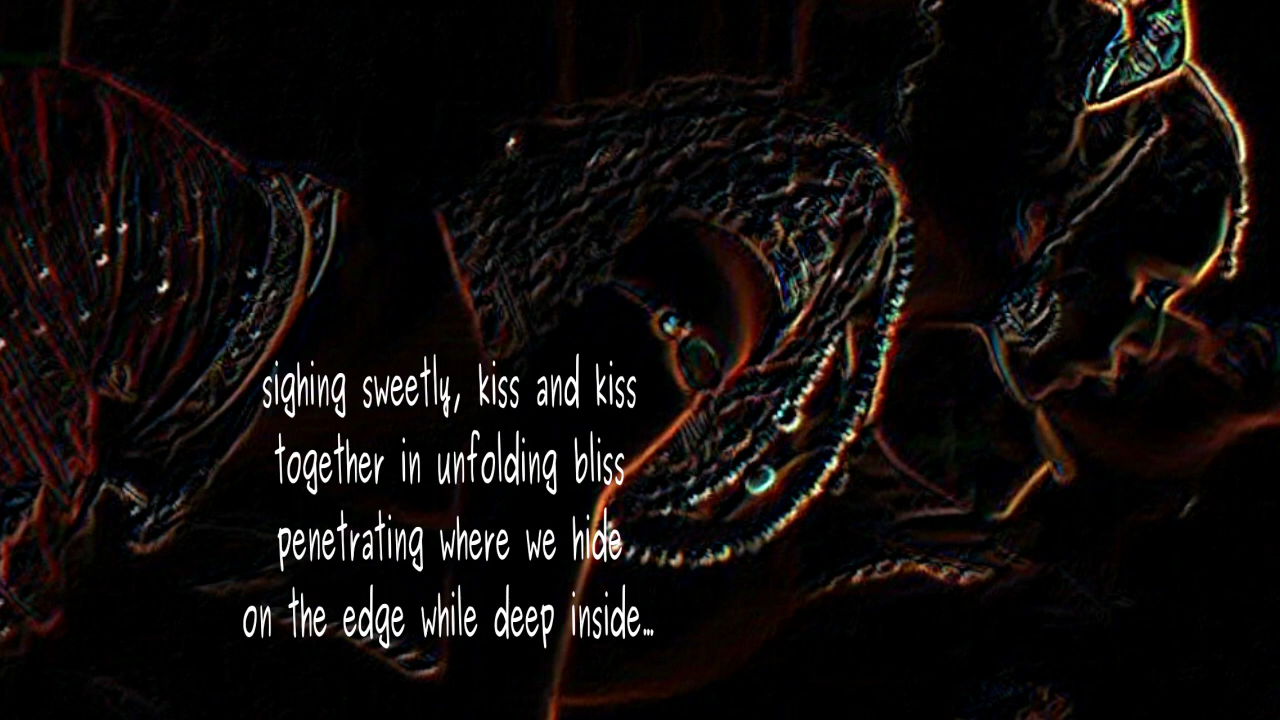 sighing sweetly, kiss and kiss
together in unfolding bliss
penetrating where we hide
on the edge while deep inside...